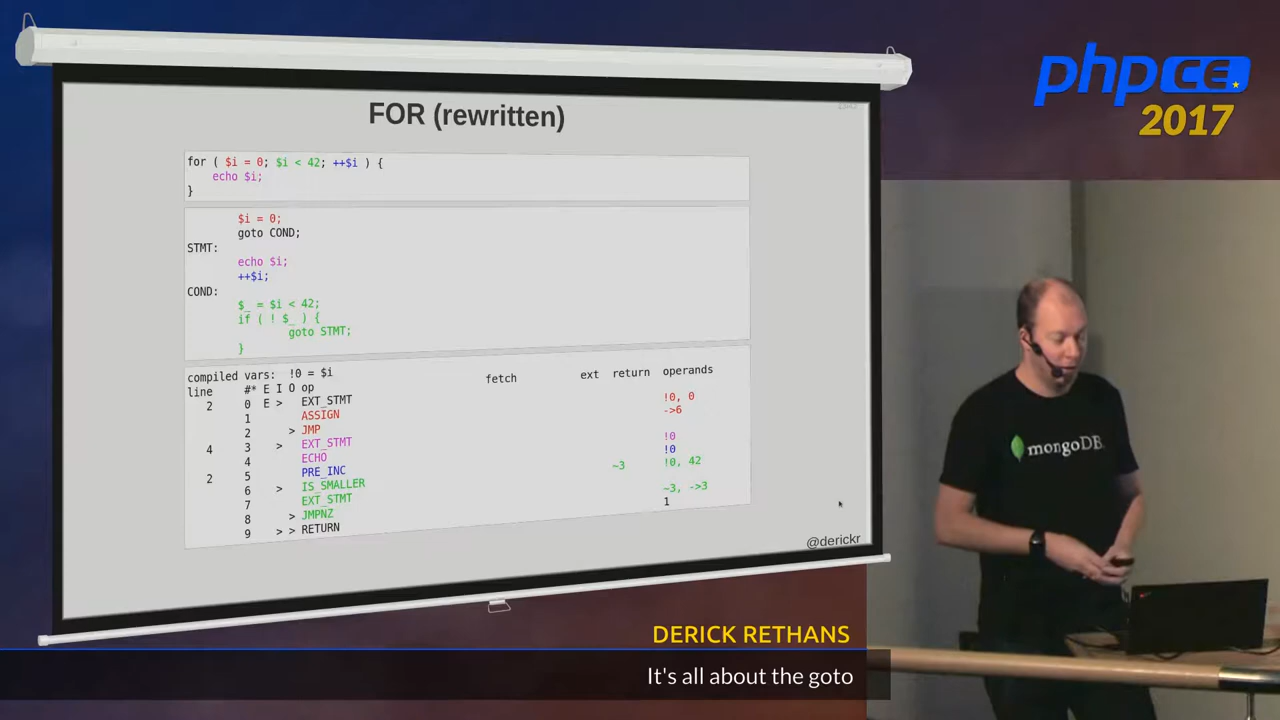 FOR (rewritten)
for ( $i = 0; $i < 42; ++$i ) {
echo $i;
}
$i = 0;
goto COND;
STMT:
echo $i;
++$i;
COND:
$_ = $i < 42;
if ( ! $_ ) {
goto STMT;
}
compiled vars: !0 = $i
line #* E I O op fetch ext return operands
2 0 E > EXT_STMT
1 ASSIGN !0, 0
2 > JMP ->6
4 3 > EXT_STMT
4 ECHO !0
2 5 PRE_INC !0
6 > IS_SMALLER ~3 !0, 42
7 EXT_STMT
8 > JMPNZ ~3, ->3
9 > > RETURN 1
@derickr
php CE
2017
mongoDB.
DERICK RETHANS
It's all about the goto